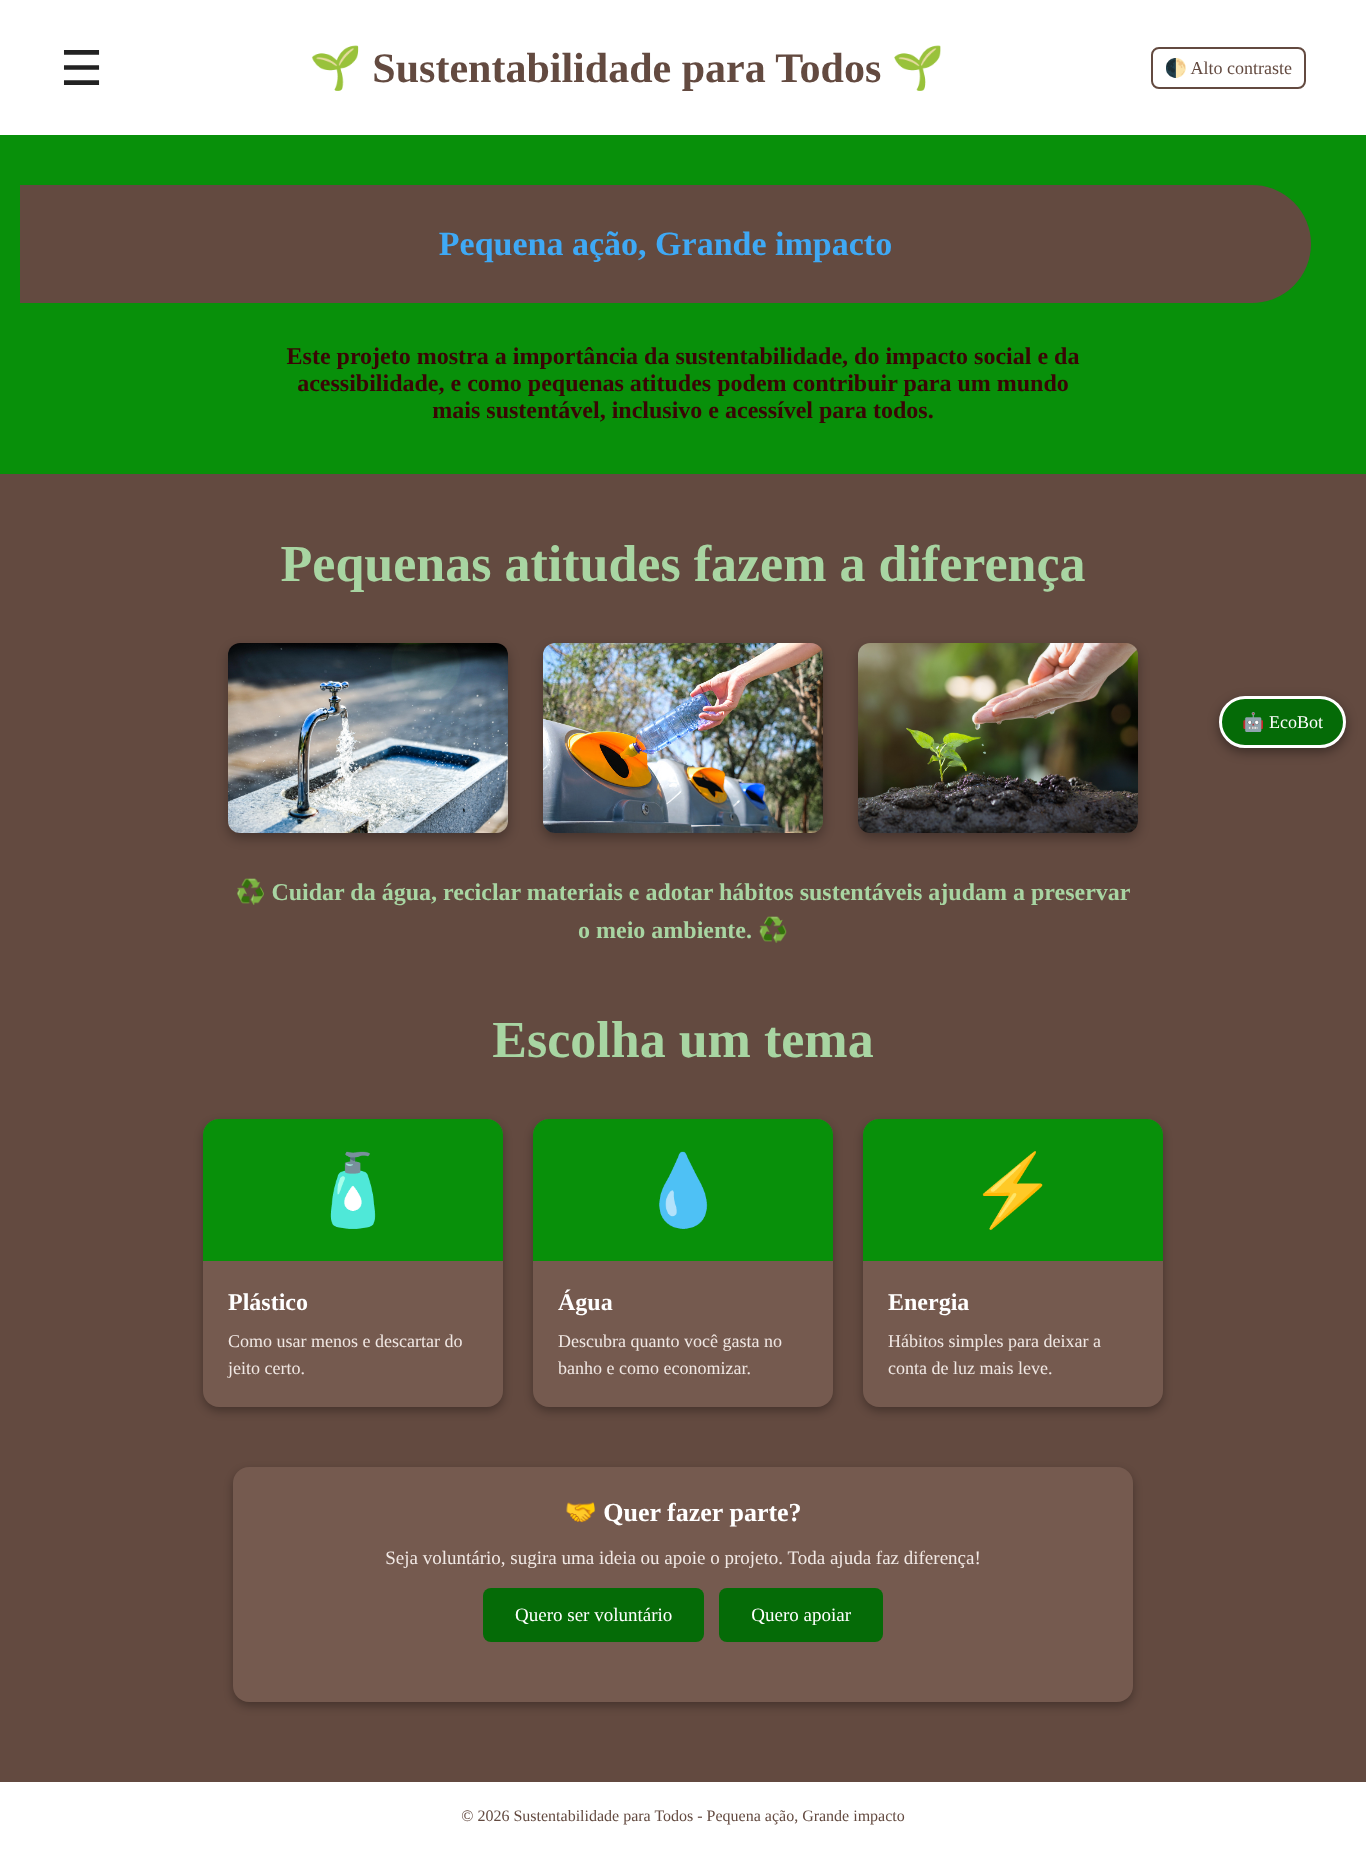 ☰
🌱 Sustentabilidade para Todos 🌱
🌓 Alto contraste
Pequena ação, Grande impacto
Este projeto mostra a importância da sustentabilidade, do impacto social e da
acessibilidade, e como pequenas atitudes podem contribuir para um mundo
mais sustentável, inclusivo e acessível para todos.
Pequenas atitudes fazem a diferença
🤖 EcoBot
♻️ Cuidar da água, reciclar materiais e adotar hábitos sustentáveis ajudam a preservar
o meio ambiente. ♻️
Escolha um tema
Plástico
Como usar menos e descartar do
jeito certo.
Água
Descubra quanto você gasta no
banho e como economizar.
Energia
Hábitos simples para deixar a
conta de luz mais leve.
🤝 Quer fazer parte?
Seja voluntário, sugira uma ideia ou apoie o projeto. Toda ajuda faz diferença!
Quero ser voluntário
Quero apoiar
© 2026 Sustentabilidade para Todos - Pequena ação, Grande impacto